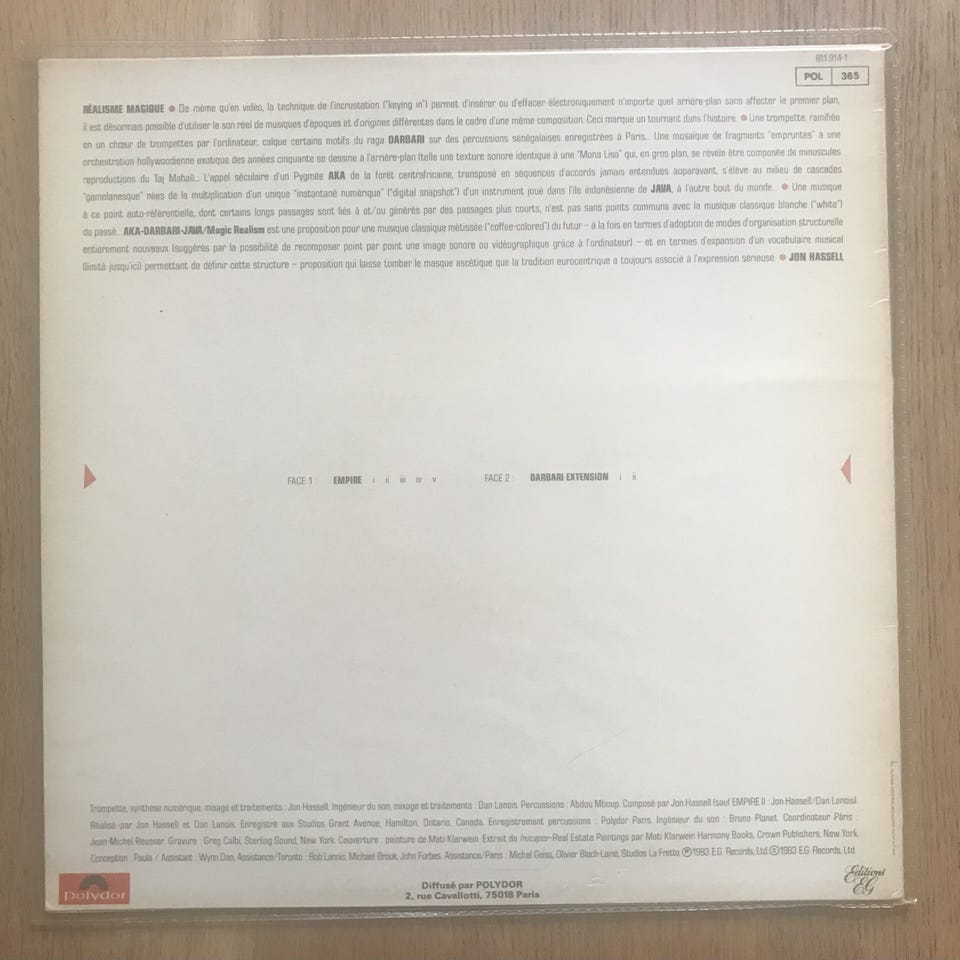 811 914-1
POL 365
RÉALISME MAGIQUE ● De même qu'en vidéo, la technique de l'incrustation ("keying in") permet d'insérer ou d'effacer électroniquement n'importe quel arrière-plan sans affecter le premier plan,
il est désormais possible d'utiliser le son réel de musiques d'époques et d'origines différentes dans le cadre d'une même composition. Ceci marque un tournant dans l'histoire. ● Une trompette, ramifiée
en un chœur de trompettes par l'ordinateur, calque certains motifs du raga DARBARI sur des percussions sénégalaises enregistrées à Paris... Une mosaïque de fragments "empruntés" à une
orchestration hollywoodienne exotique des années cinquante se dessine à l'arrière-plan (telle une texture sonore identique à une "Mona Lisa" qui, en gros plan, se révèle être composée de minuscules
reproductions du Taj Mahal)... L'appel séculaire d'un Pygmée AKA de la forêt centrafricaine, transposé en séquences d'accords jamais entendues auparavant, s'élève au milieu de cascades
"gamelanesque" nées de la multiplication d'un unique "instantané numérique" ("digital snapshot") d'un instrument joué dans l'île indonésienne de JAVA, à l'autre bout du monde... ● Une musique
à ce point auto-référentielle, dont certains longs passages sont liés à et/ou générés par des passages plus courts, n'est pas sans points communs avec la musique classique blanche ("white")
du passé... AKA-DARBARI-JAVA/Magic Realism est une proposition pour une musique classique métissée ("coffee-colored") du futur – à la fois en termes d'adoption de modes d'organisation structurelle
entièrement nouveaux (suggérés par la possibilité de recomposer point par point une image sonore ou vidéographique grâce à l'ordinateur) – et en termes d'expansion d'un vocabulaire musical
(limité jusqu'ici) permettant de définir cette structure – proposition qui laisse tomber le masque ascétique que la tradition eurocentrique a toujours associé à l'expression sérieuse. ● JON HASSELL
FACE 1 : EMPIRE i ii iii iv v FACE 2 : DARBARI EXTENSION i ii
Trompette, synthèse numérique, mixage et traitements : Jon Hassell. Ingénieur du son, mixage et traitements : Dan Lanois. Percussions : Abdou Mboup. Composé par Jon Hassell (sauf EMPIRE II : Jon Hassell/Dan Lanois)
Réalisé par Jon Hassell et Dan Lanois. Enregistré aux Studios Grant Avenue, Hamilton, Ontario, Canada. Enregistrement percussions : Polydor Paris. Ingénieur du son : Bruno Planet. Coordinateur Paris :
Jean-Michel Reusser. Gravure : Greg Calbi, Sterling Sound, New York. Couverture : peinture de Mati Klarwein. Extrait de Inscapes-Real Estate Paintings par Mati Klarwein Harmony Books, Crown Publishers, New York.
Conception : Paula / Assistant : Wynn Dan. Assistance/Toronto : Bob Lanois, Michael Brook, John Forbes. Assistance/Paris : Michel Geiss, Olivier Bloch-Lainé, Studios La Frette Ⓟ1983 E.G. Records, Ltd ©1983 E.G. Records, Ltd.
polydor
Diffusé par POLYDOR
2, rue Cavallotti, 75018 Paris
Editions
EG